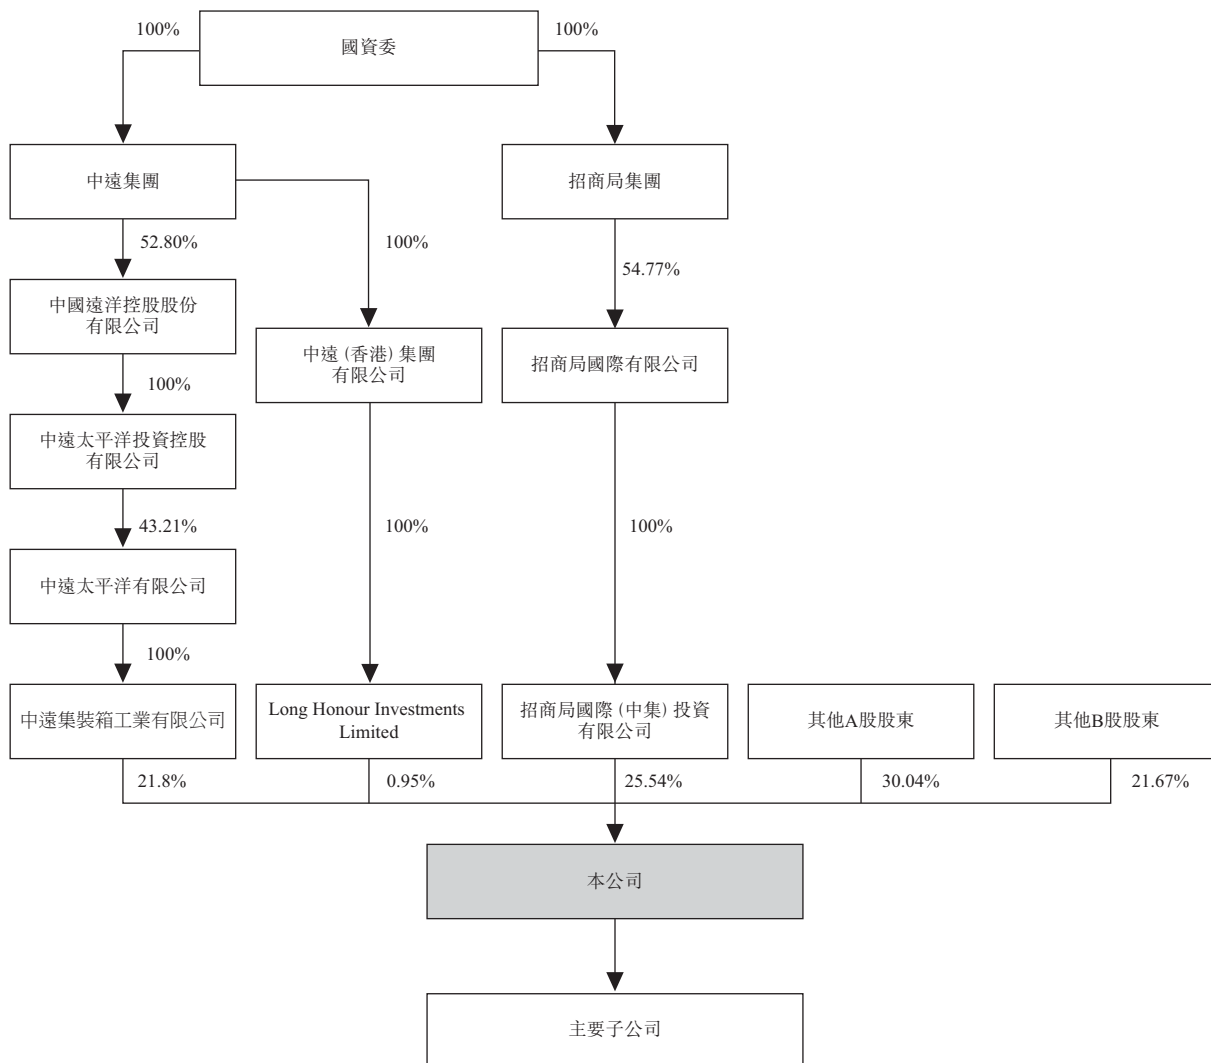 100%
國資委
100%
中遠集團
招商局集團
52.80%
100%
54.77%
中國遠洋控股股份
有限公司
中遠 (香港) 集團
有限公司
招商局國際有限公司
100%
中遠太平洋投資控股
有限公司
43.21%
100%
100%
中遠太平洋有限公司
100%
中遠集裝箱工業有限公司
Long Honour Investments
Limited
招商局國際 (中集) 投資
有限公司
其他A股股東
其他B股股東
21.8%
0.95%
25.54%
30.04%
21.67%
本公司
主要子公司